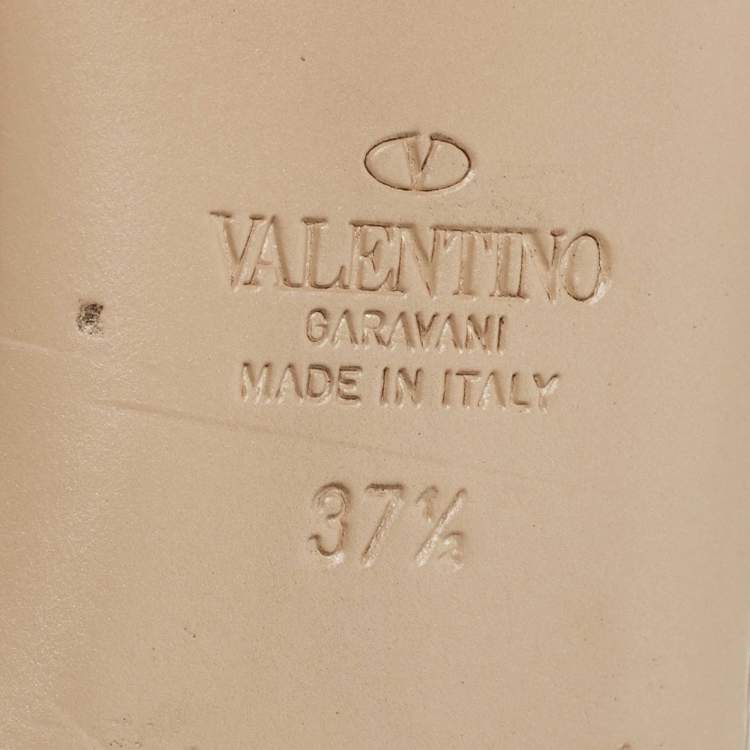 V
VALENTINO
GARAVANI
MADE IN ITALY
37½